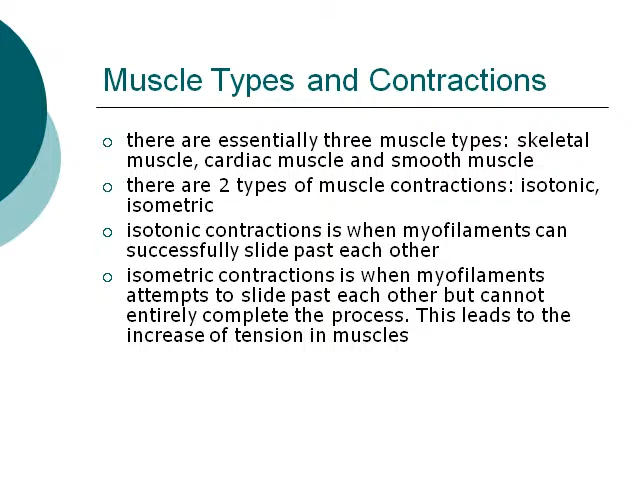 Muscle Types and Contractions
there are essentially three muscle types: skeletal
muscle, cardiac muscle and smooth muscle
there are 2 types of muscle contractions: isotonic,
isometric
isotonic contractions is when myofilaments can
successfully slide past each other
isometric contractions is when myofilaments
attempts to slide past each other but cannot
entirely complete the process. This leads to the
increase of tension in muscles